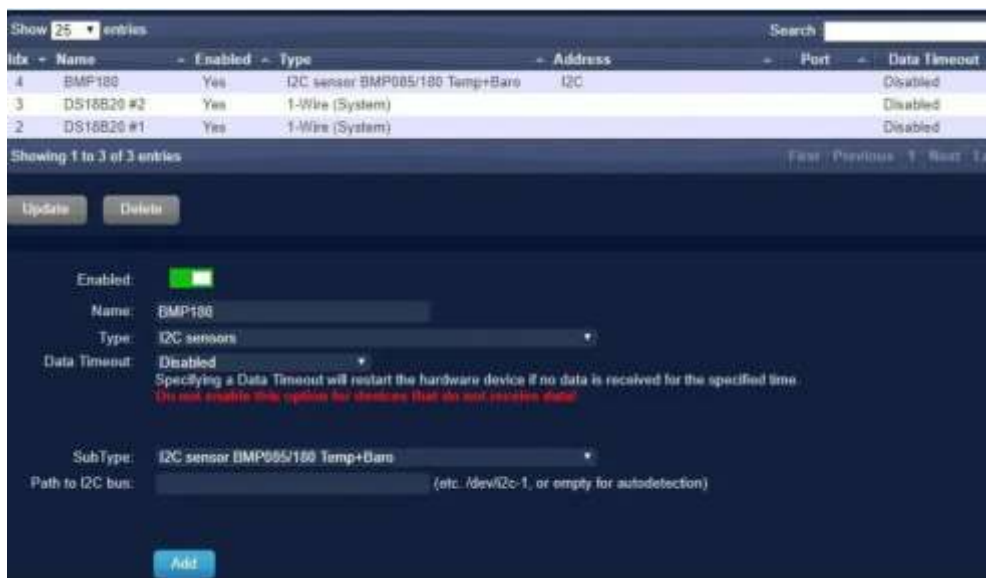 Show 25 entries Search
Idx Name Enabled Type Address Port Data Timeout
4 BMP180 Yes I2C sensor BMP085/180 Temp+Baro I2C Disabled
3 DS18B20 #2 Yes 1-Wire (System) Disabled
2 DS18B20 #1 Yes 1-Wire (System) Disabled
Showing 1 to 3 of 3 entries First Previous 1 Next
Update Delete
Enabled:
Name: BMP180
Type: I2C sensors
Data Timeout: Disabled
Specifying a Data Timeout will restart the hardware device if no data is received for the specified time.
Do not enable this option for devices that do not receive data!
SubType: I2C sensor BMP085/180 Temp+Baro
Path to I2C bus: (etc. /dev/i2c-1, or empty for autodetection)
Add